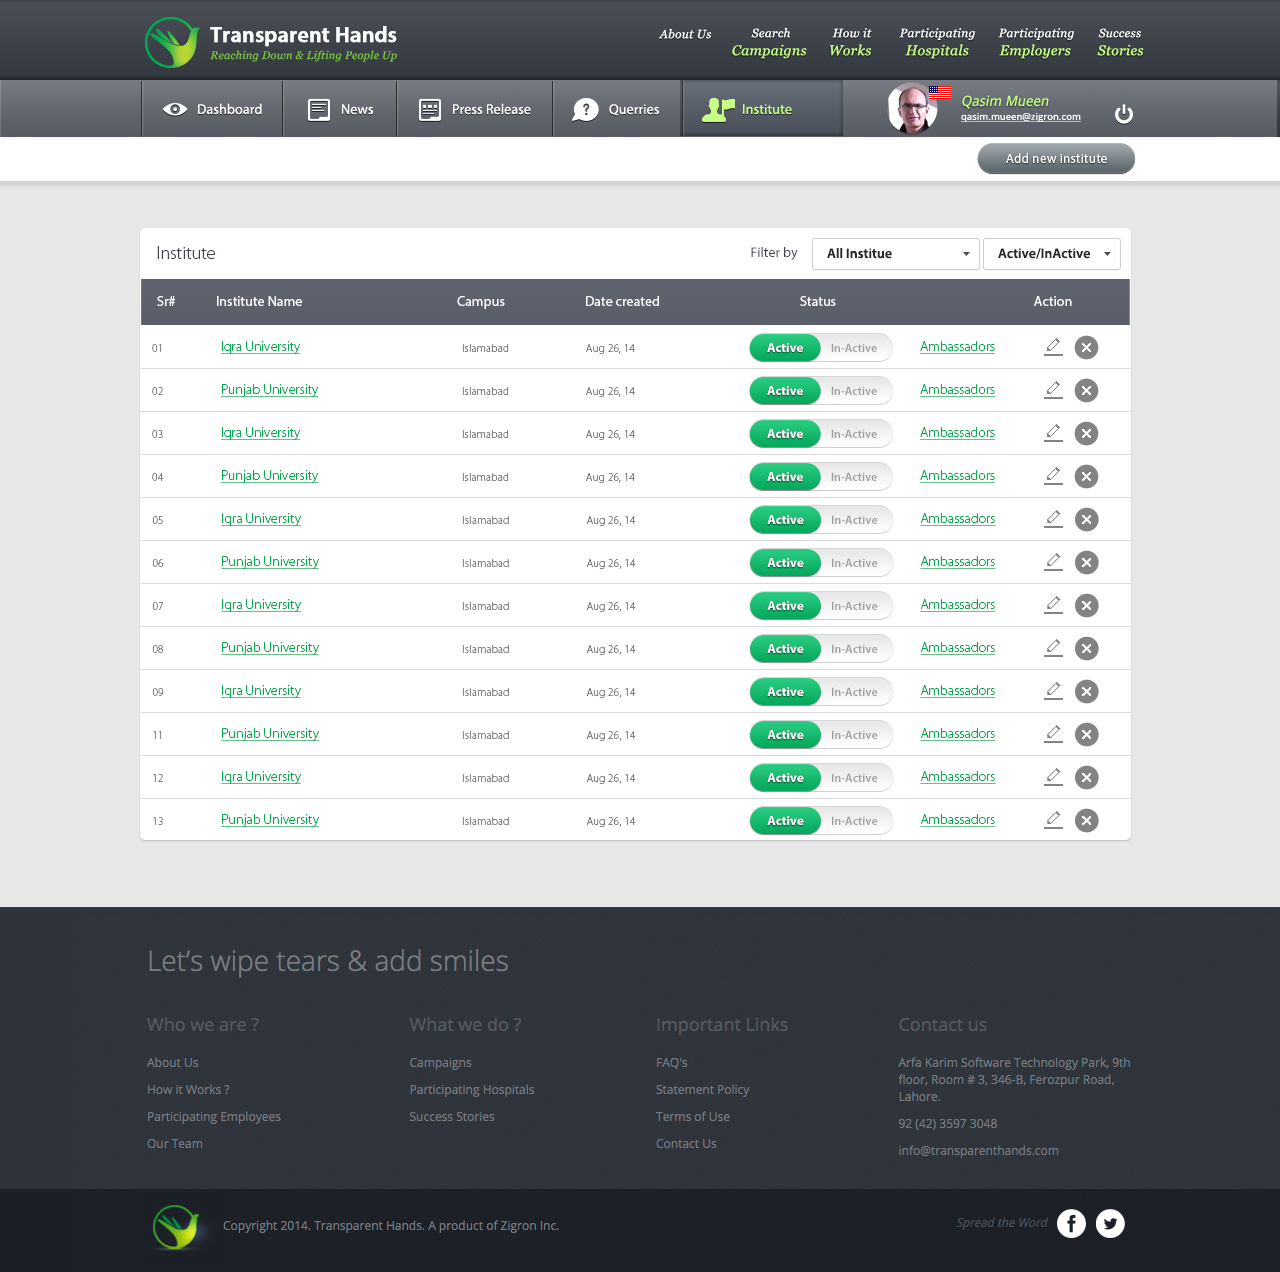 Transparent Hands
Reaching Down & Lifting People Up
About Us
Search Campaigns
How it Works
Participating Hospitals
Participating Employers
Success Stories
Dashboard
News
Press Release
Querries
Institute
Qasim Mueen
qasim.mueen@zigron.com
Add new institute
Institute
Filter by
All Institue
Active/InActive
Sr# Institute Name Campus Date created Status Action
01 Iqra University Islamabad Aug 26, 14 Active In-Active Ambassadors
02 Punjab University Islamabad Aug 26, 14 Active In-Active Ambassadors
03 Iqra University Islamabad Aug 26, 14 Active In-Active Ambassadors
04 Punjab University Islamabad Aug 26, 14 Active In-Active Ambassadors
05 Iqra University Islamabad Aug 26, 14 Active In-Active Ambassadors
06 Punjab University Islamabad Aug 26, 14 Active In-Active Ambassadors
07 Iqra University Islamabad Aug 26, 14 Active In-Active Ambassadors
08 Punjab University Islamabad Aug 26, 14 Active In-Active Ambassadors
09 Iqra University Islamabad Aug 26, 14 Active In-Active Ambassadors
11 Punjab University Islamabad Aug 26, 14 Active In-Active Ambassadors
12 Iqra University Islamabad Aug 26, 14 Active In-Active Ambassadors
13 Punjab University Islamabad Aug 26, 14 Active In-Active Ambassadors
Let's wipe tears & add smiles
Who we are ?
About Us
How it Works ?
Participating Employees
Our Team
What we do ?
Campaigns
Participating Hospitals
Success Stories
Important Links
FAQ's
Statement Policy
Terms of Use
Contact Us
Contact us
Arfa Karim Software Technology Park, 9th
floor, Room # 3, 346-B, Ferozpur Road,
Lahore.
92 (42) 3597 3048
info@transparenthands.com
Copyright 2014. Transparent Hands. A product of Zigron Inc.
Spread the Word